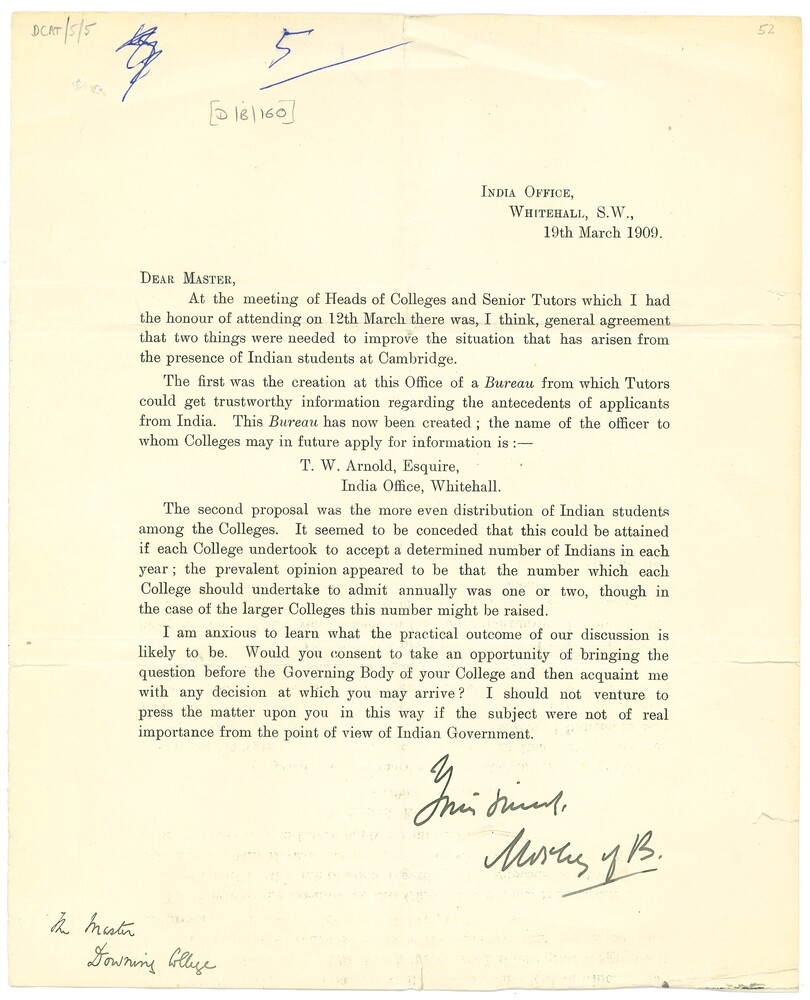 DCAT/5/5
52
5
[D/8/160]
India Office,
Whitehall, S.W.,
19th March 1909.
Dear Master,
At the meeting of Heads of Colleges and Senior Tutors which I had
the honour of attending on 12th March there was, I think, general agreement
that two things were needed to improve the situation that has arisen from
the presence of Indian students at Cambridge.
The first was the creation at this Office of a Bureau from which Tutors
could get trustworthy information regarding the antecedents of applicants
from India. This Bureau has now been created ; the name of the officer to
whom Colleges may in future apply for information is :—
T. W. Arnold, Esquire,
India Office, Whitehall.
The second proposal was the more even distribution of Indian students
among the Colleges. It seemed to be conceded that this could be attained
if each College undertook to accept a determined number of Indians in each
year ; the prevalent opinion appeared to be that the number which each
College should undertake to admit annually was one or two, though in
the case of the larger Colleges this number might be raised.
I am anxious to learn what the practical outcome of our discussion is
likely to be. Would you consent to take an opportunity of bringing the
question before the Governing Body of your College and then acquaint me
with any decision at which you may arrive? I should not venture to
press the matter upon you in this way if the subject were not of real
importance from the point of view of Indian Government.
Morley of B.
The Master
Downing College